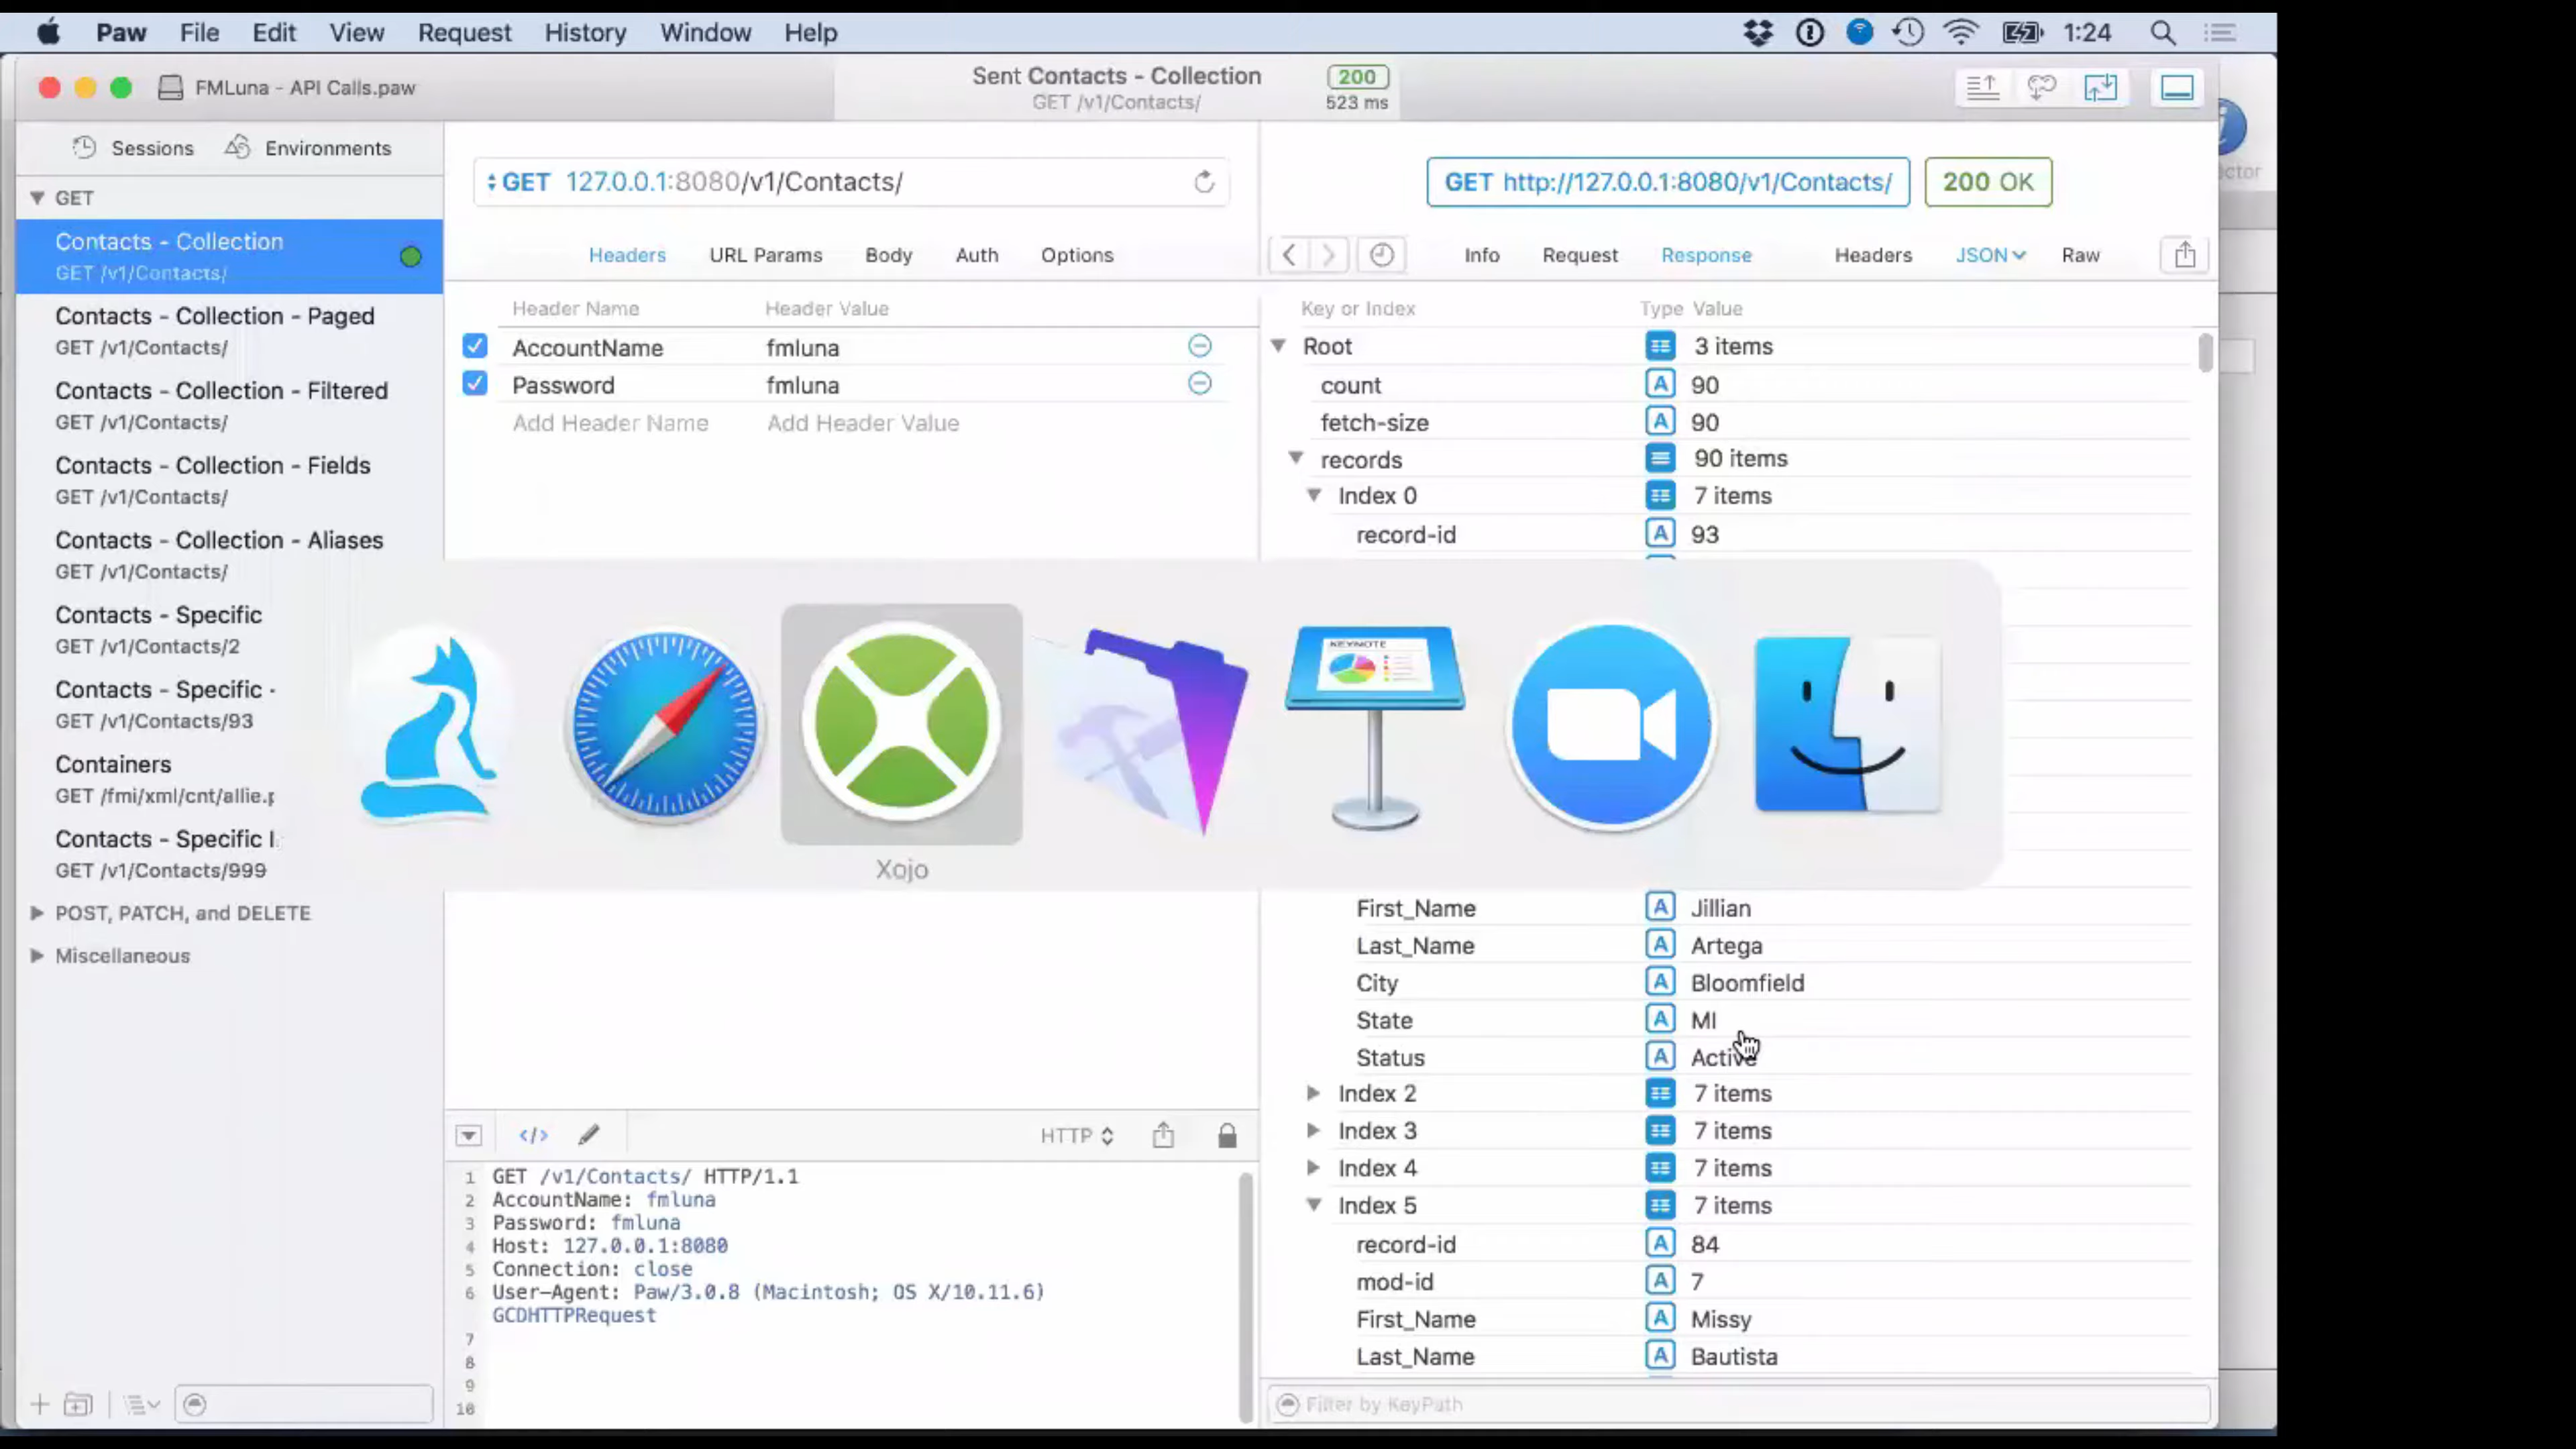 Paw File Edit View Request History Window Help 1:24
FMLuna - API Calls.paw
Sent Contacts - Collection
GET /v1/Contacts/
200
523 ms
Sessions Environments
GET
Contacts - Collection
GET /v1/Contacts/
Contacts - Collection - Paged
GET /v1/Contacts/
Contacts - Collection - Filtered
GET /v1/Contacts/
Contacts - Collection - Fields
GET /v1/Contacts/
Contacts - Collection - Aliases
GET /v1/Contacts/
Contacts - Specific
GET /v1/Contacts/2
Contacts - Specific -
GET /v1/Contacts/93
Containers
GET /fmi/xml/cnt/allie.p
Contacts - Specific I
GET /v1/Contacts/999
POST, PATCH, and DELETE
Miscellaneous
GET 127.0.0.1:8080/v1/Contacts/
Headers URL Params Body Auth Options
Header Name Header Value
AccountName fmluna
Password fmluna
Add Header Name Add Header Value
KEYNOTE
Xojo
HTTP
1 GET /v1/Contacts/ HTTP/1.1
2 AccountName: fmluna
3 Password: fmluna
4 Host: 127.0.0.1:8080
5 Connection: close
6 User-Agent: Paw/3.0.8 (Macintosh; OS X/10.11.6)
GCDHTTPRequest
7
8
9
10
GET http://127.0.0.1:8080/v1/Contacts/ 200 OK
Info Request Response Headers JSON Raw
Key or Index Type Value
Root 3 items
count A 90
fetch-size A 90
records 90 items
Index 0 7 items
record-id A 93
First_Name A Jillian
Last_Name A Artega
City A Bloomfield
State A MI
Status A Active
Index 2 7 items
Index 3 7 items
Index 4 7 items
Index 5 7 items
record-id A 84
mod-id A 7
First_Name A Missy
Last_Name A Bautista
Filter by KeyPath
ctor